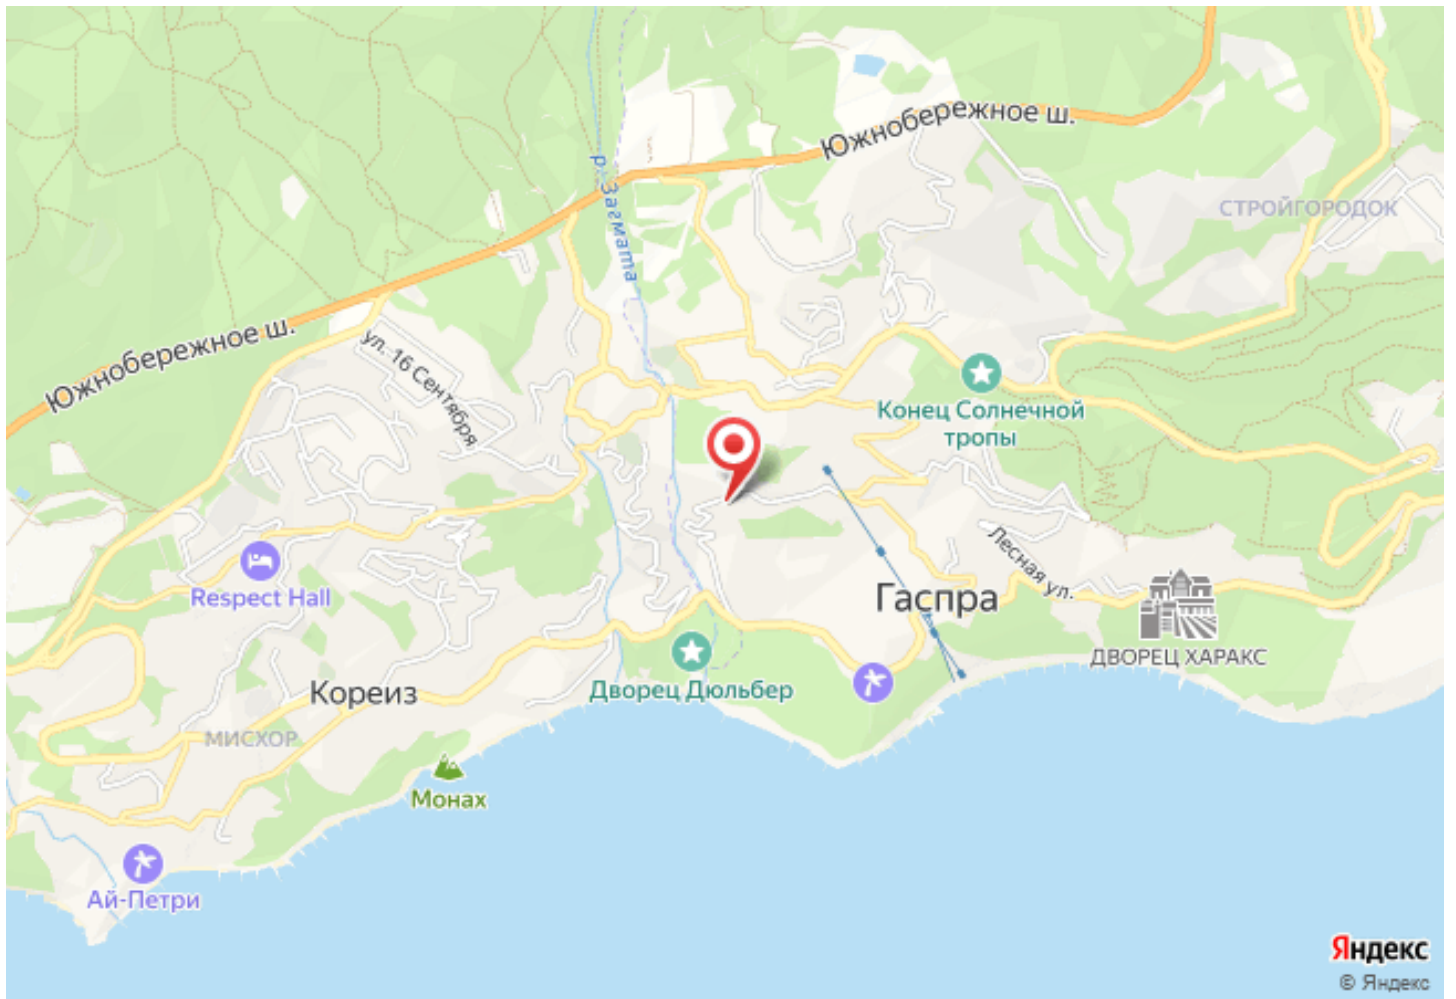 Южнобережное ш.
р. Загмаша
СТРОЙГОРОДОК
Южнобережное ш.
ул. 16 Сентября
Конец Солнечной
тропы
Лесная ул.
Respect Hall
Гаспра
ДВОРЕЦ ХАРАКС
Дворец Дюльбер
Кореиз
МИСХОР
Монах
Ай-Петри
Яндекс
© Яндекс